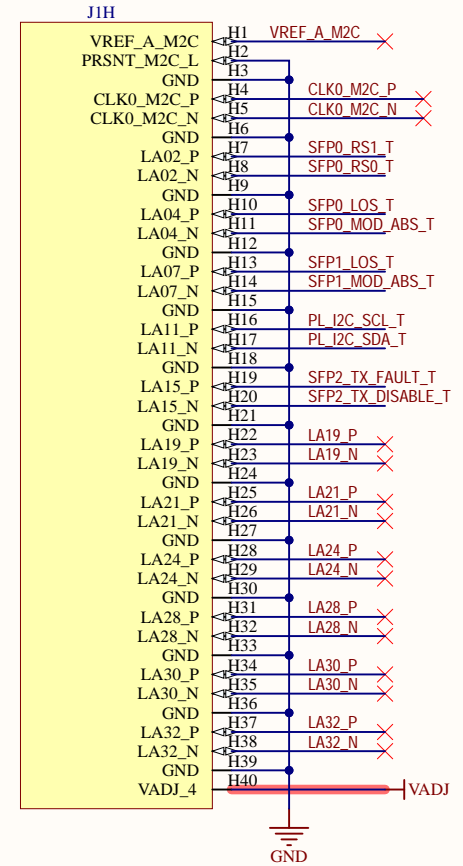 J1H
VREF_A_M2C H1 VREF_A_M2C
PRSNT_M2C_L H2
GND H3
CLK0_M2C_P H4 CLK0_M2C_P
CLK0_M2C_N H5 CLK0_M2C_N
GND H6
LA02_P H7 SFP0_RS1_T
LA02_N H8 SFP0_RS0_T
GND H9
LA04_P H10 SFP0_LOS_T
LA04_N H11 SFP0_MOD_ABS_T
GND H12
LA07_P H13 SFP1_LOS_T
LA07_N H14 SFP1_MOD_ABS_T
GND H15
LA11_P H16 PL_I2C_SCL_T
LA11_N H17 PL_I2C_SDA_T
GND H18
LA15_P H19 SFP2_TX_FAULT_T
LA15_N H20 SFP2_TX_DISABLE_T
GND H21
LA19_P H22 LA19_P
LA19_N H23 LA19_N
GND H24
LA21_P H25 LA21_P
LA21_N H26 LA21_N
GND H27
LA24_P H28 LA24_P
LA24_N H29 LA24_N
GND H30
LA28_P H31 LA28_P
LA28_N H32 LA28_N
GND H33
LA30_P H34 LA30_P
LA30_N H35 LA30_N
GND H36
LA32_P H37 LA32_P
LA32_N H38 LA32_N
GND H39
VADJ_4 H40 VADJ
GND